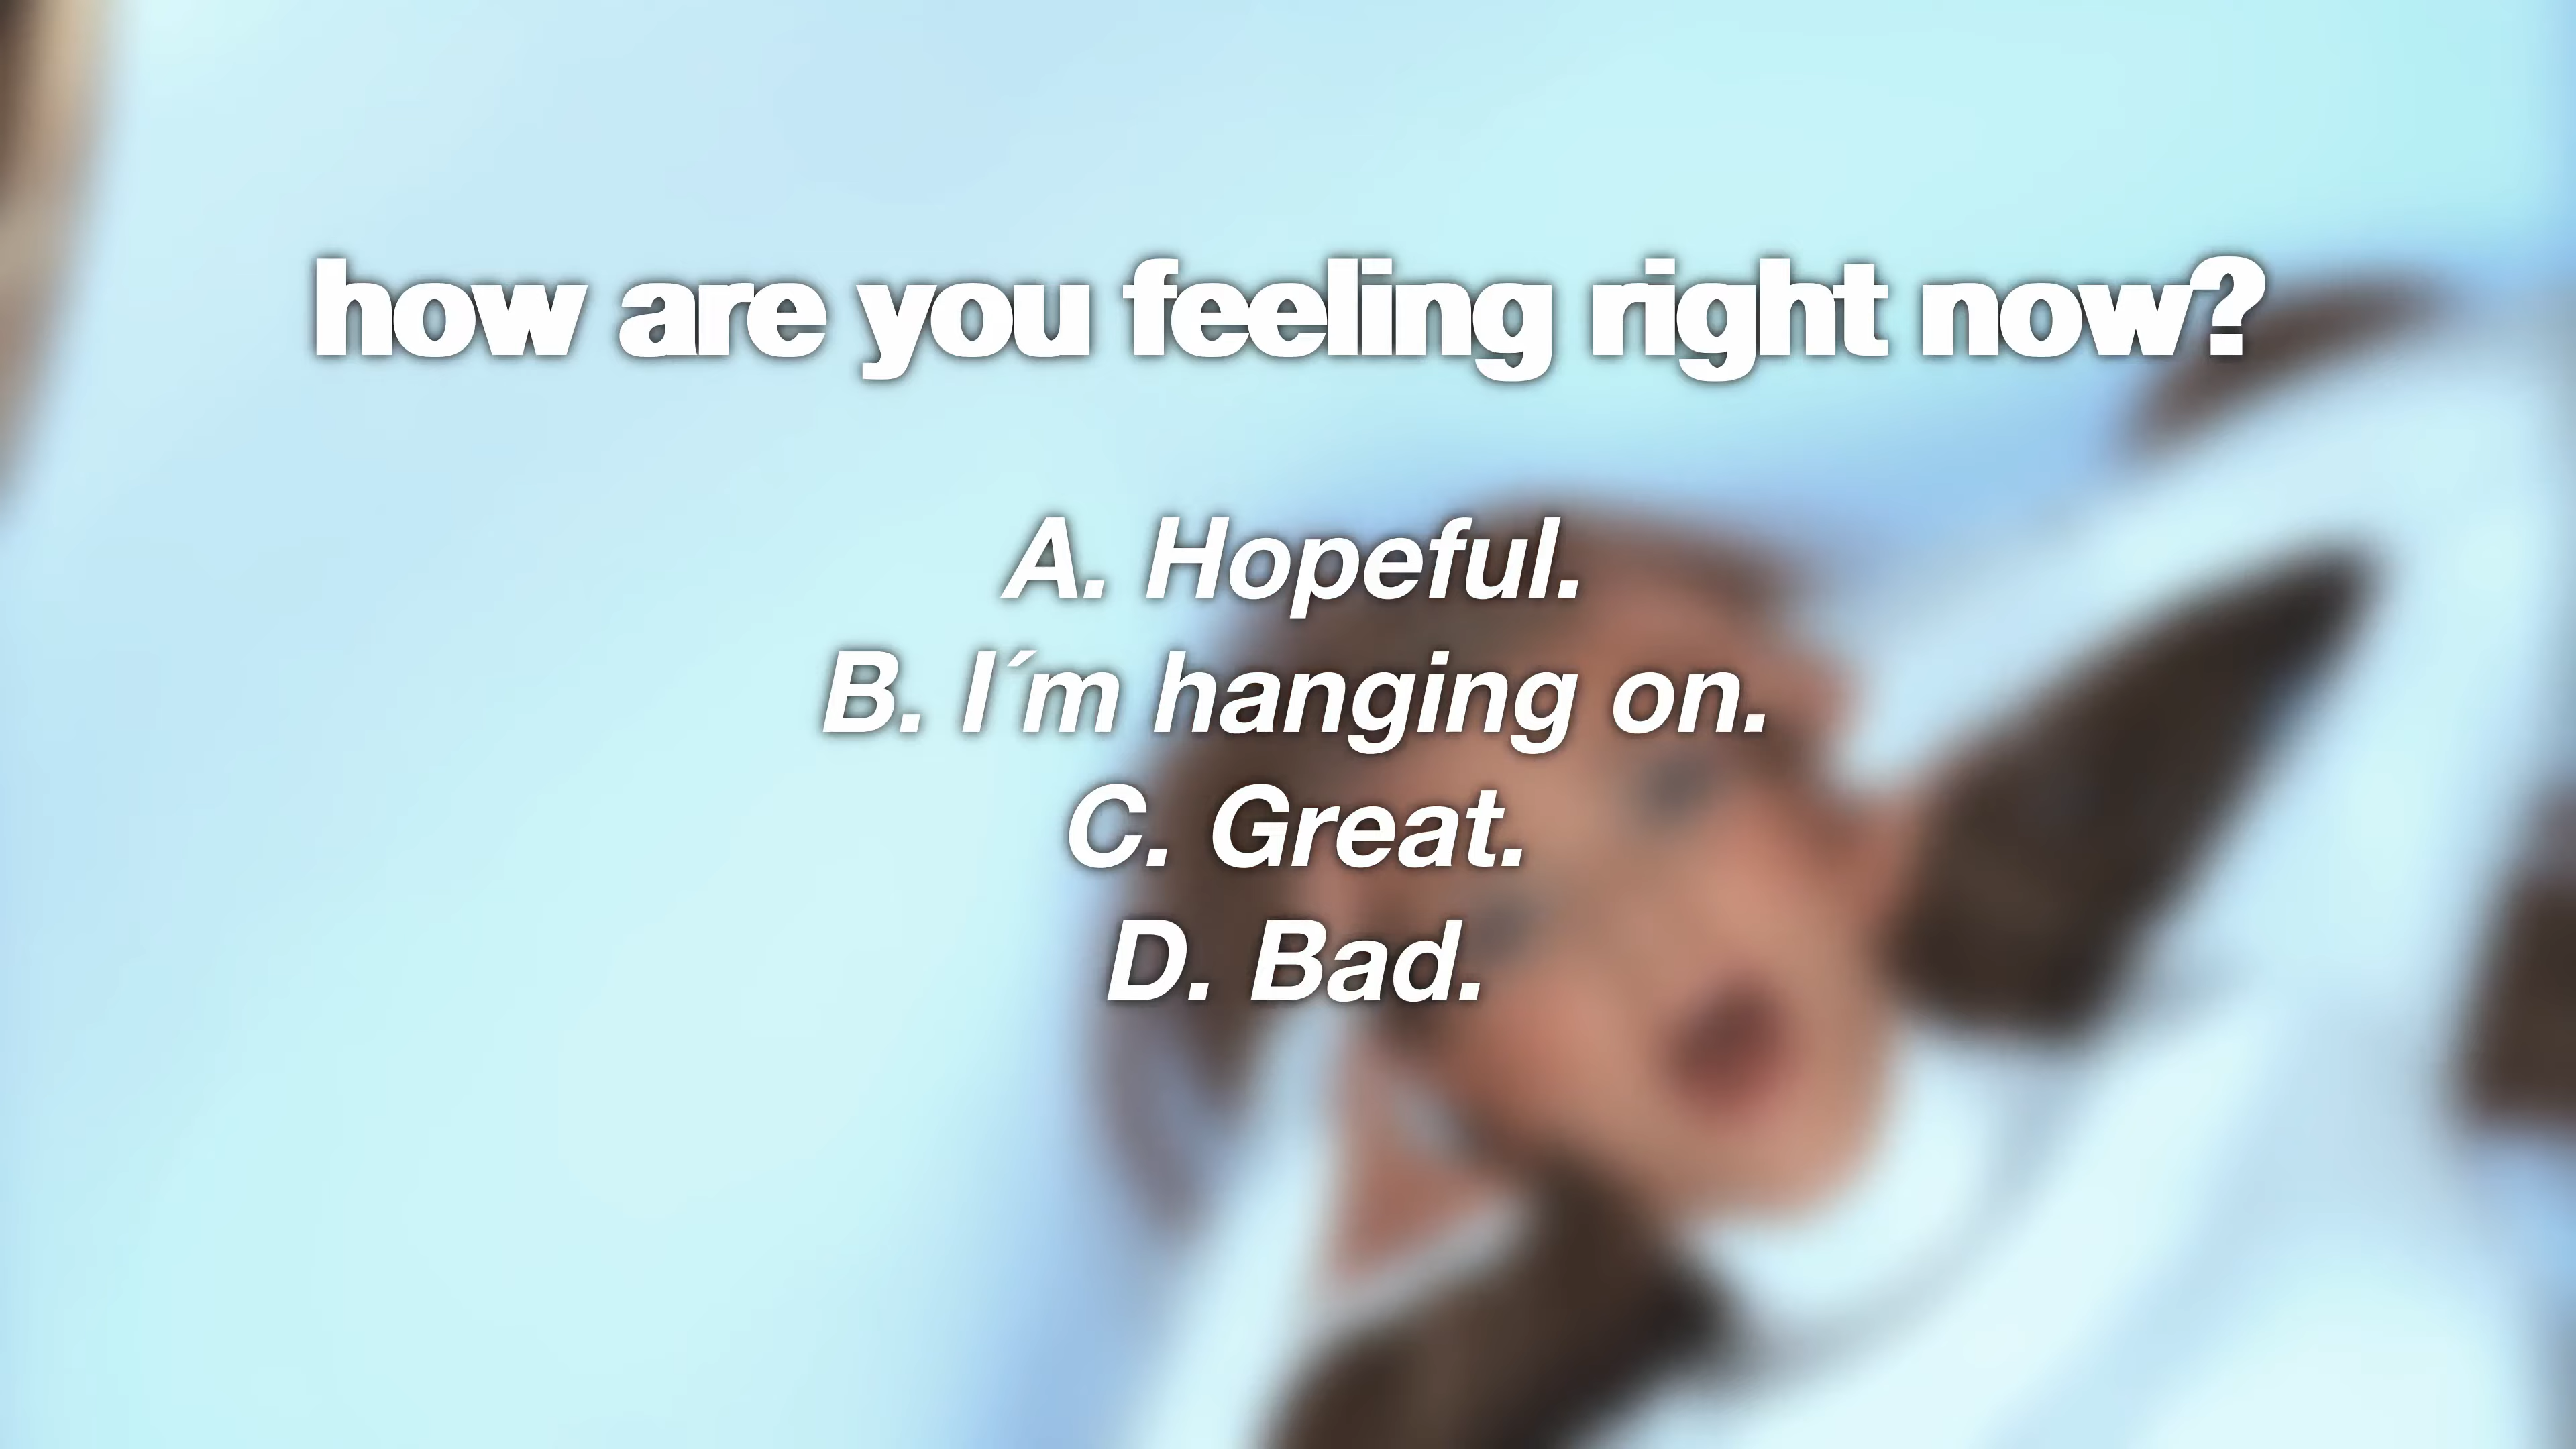 how are you feeling right now?
A. Hopeful.
B. I´m hanging on.
C. Great.
D. Bad.